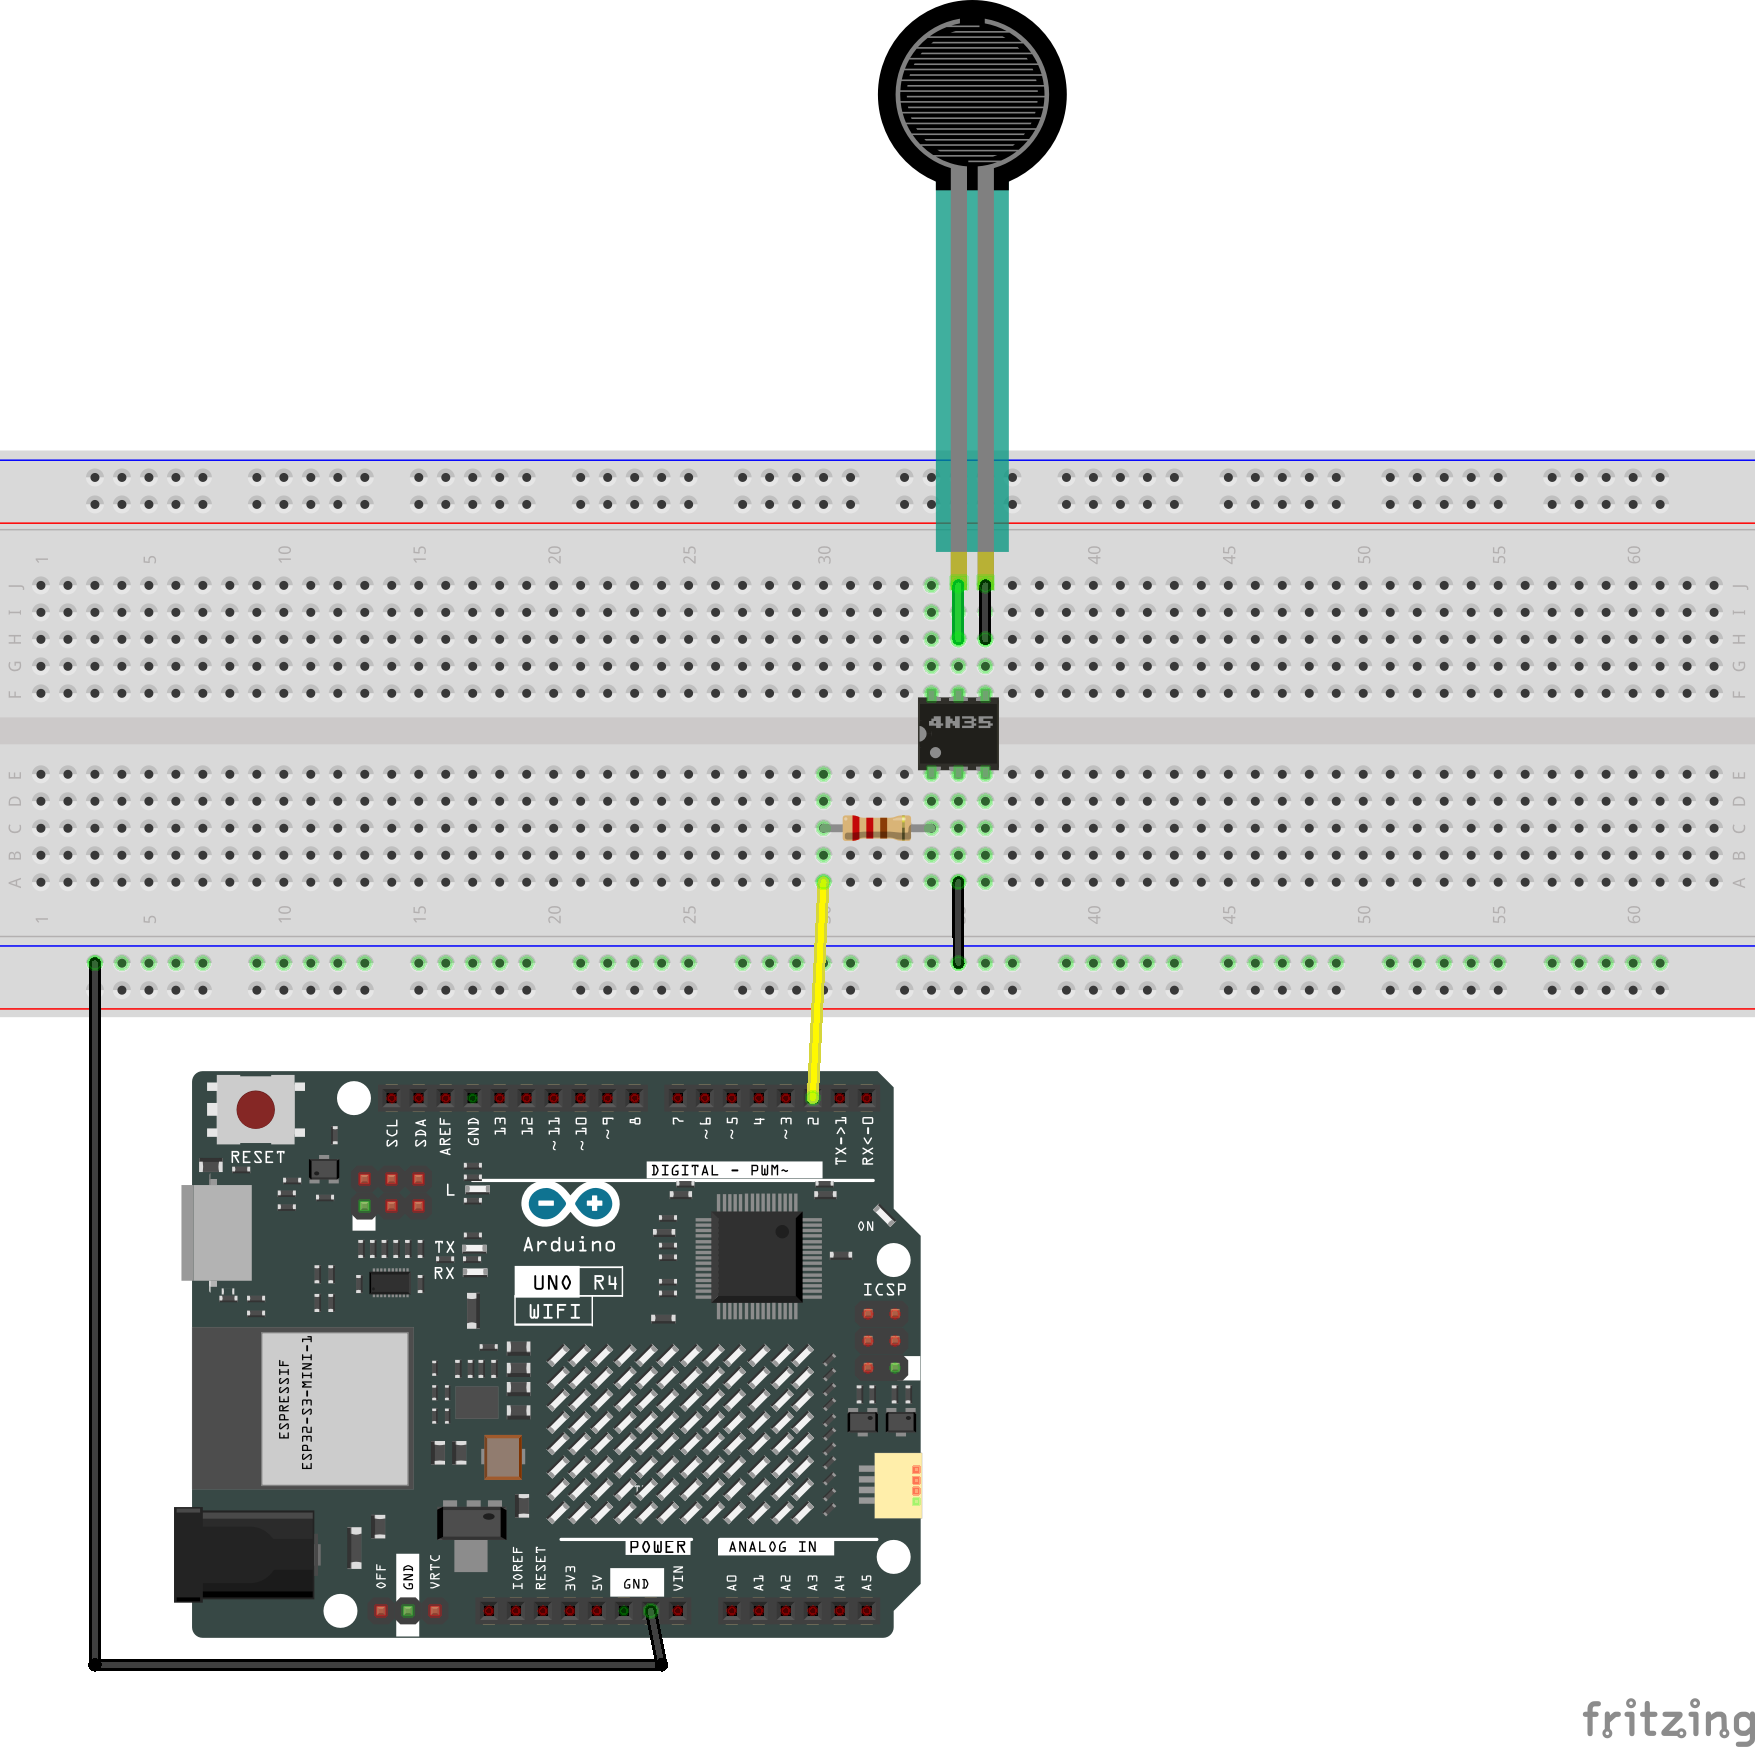 1 5 10 15 20 25 30 40 45 50 55 60
J J
I I
H H
G G
F F
4N35
E E
D D
C C
B B
A A
1 5 10 15 20 25 40 45 50 55 60
RESET
SCL SDA AREF GND 13 12 ~11 ~10 ~9 8 7 ~6 ~5 4 ~3 2 TX->1 RX<-0
DIGITAL - PWM~
L
ON
TX
RX
Arduino
UNO R4
WIFI
ICSP
ESPRESSIF
ESP32-S3-MINI-1
POWER
ANALOG IN
OFF GND VRTC IOREF RESET 3V3 5V GND VIN A0 A1 A2 A3 A4 A5
fritzing